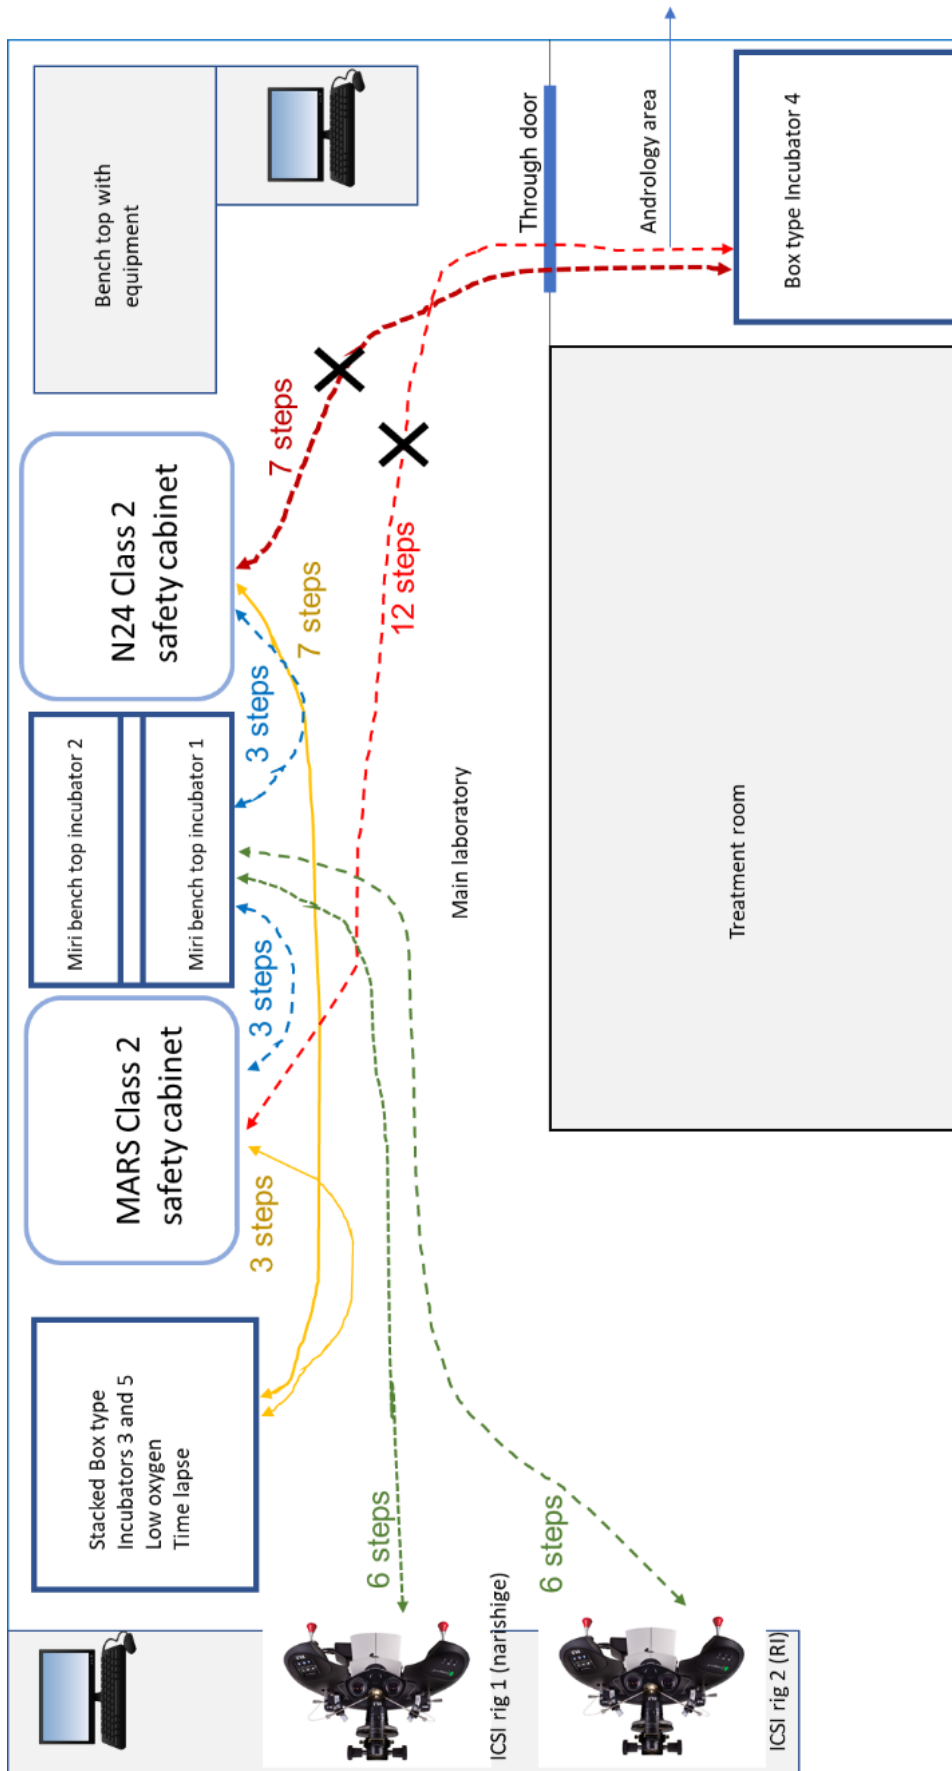 Stacked Box type
Incubators 3 and 5
Low oxygen
Time lapse
MARS Class 2
safety cabinet
Miri bench top incubator 2
Miri bench top incubator 1
N24 Class 2
safety cabinet
Bench top with
equipment
3 steps
3 steps
3 steps
7 steps
7 steps
12 steps
6 steps
6 steps
ICSI rig 1 (narishige)
ICSI rig 2 (RI)
Main laboratory
Treatment room
Through door
Andrology area
Box type Incubator 4